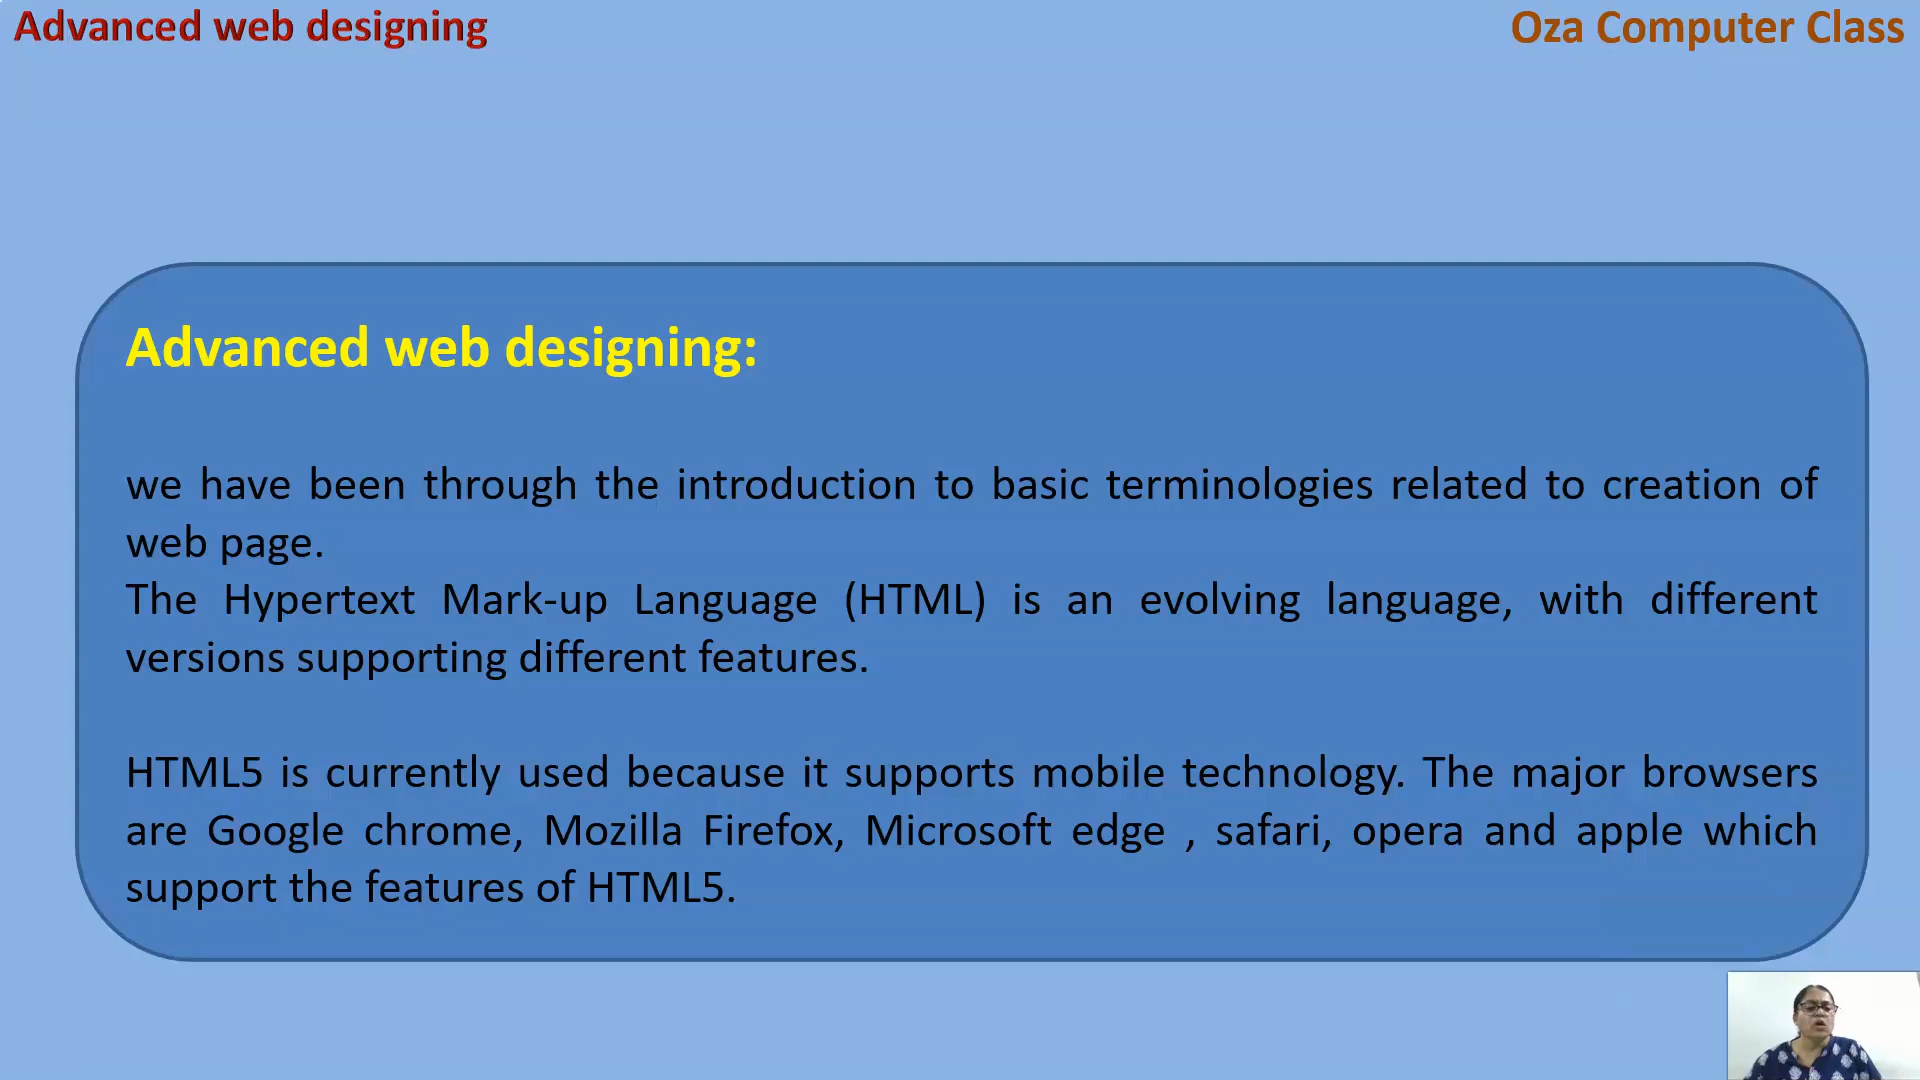 Advanced web designing
Oza Computer Class
Advanced web designing:
we have been through the introduction to basic terminologies related to creation of
web page.
The Hypertext Mark-up Language (HTML) is an evolving language, with different
versions supporting different features.
HTML5 is currently used because it supports mobile technology. The major browsers
are Google chrome, Mozilla Firefox, Microsoft edge , safari, opera and apple which
support the features of HTML5.